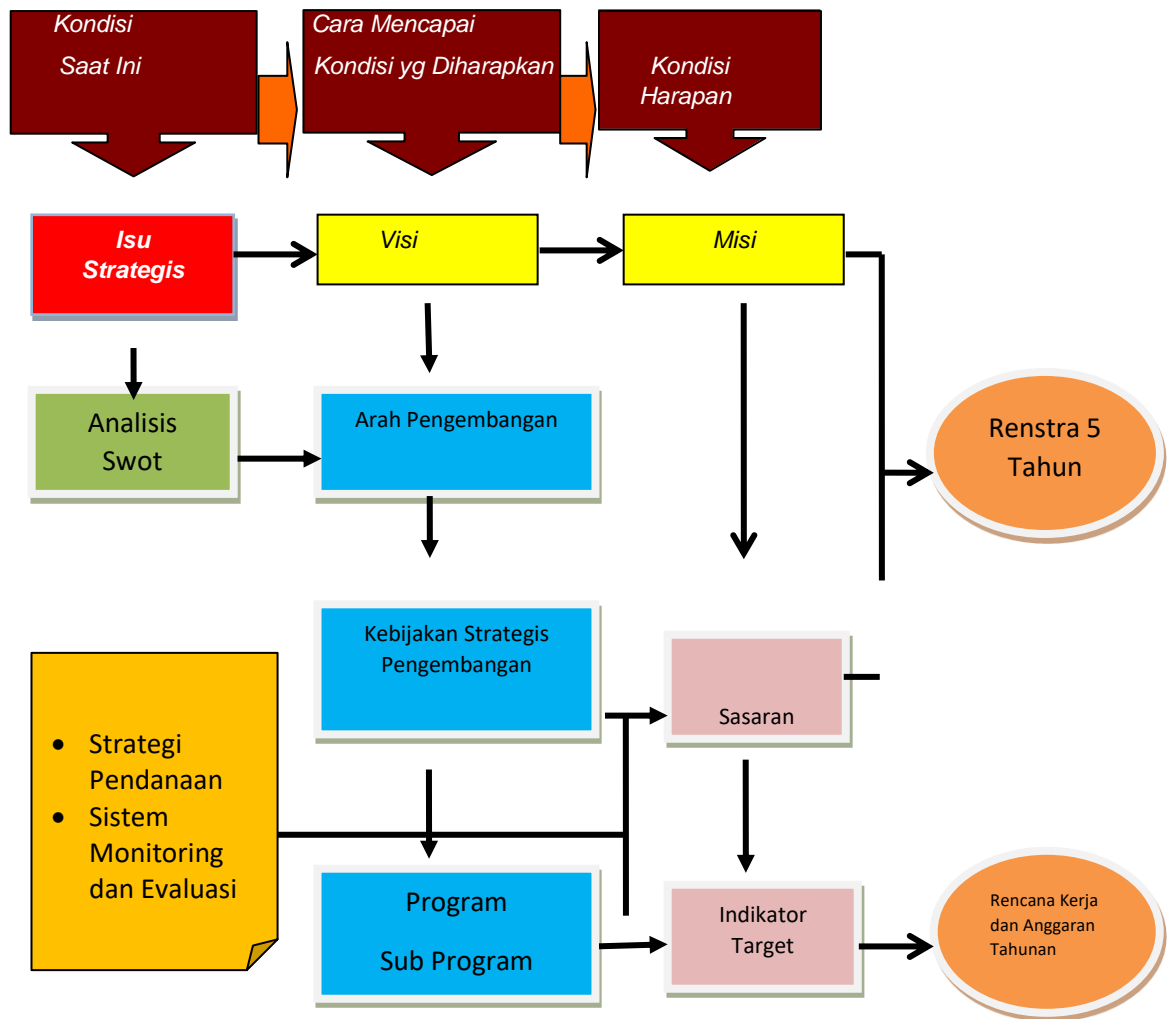 Kondisi
Saat Ini
Cara Mencapai
Kondisi yg Diharapkan
Kondisi
Harapan
Isu
Strategis
Visi
Misi
Analisis
Swot
Arah Pengembangan
Renstra 5
Tahun
Kebijakan Strategis
Pengembangan
Sasaran
• Strategi
Pendanaan
• Sistem
Monitoring
dan Evaluasi
Program
Sub Program
Indikator
Target
Rencana Kerja
dan Anggaran
Tahunan